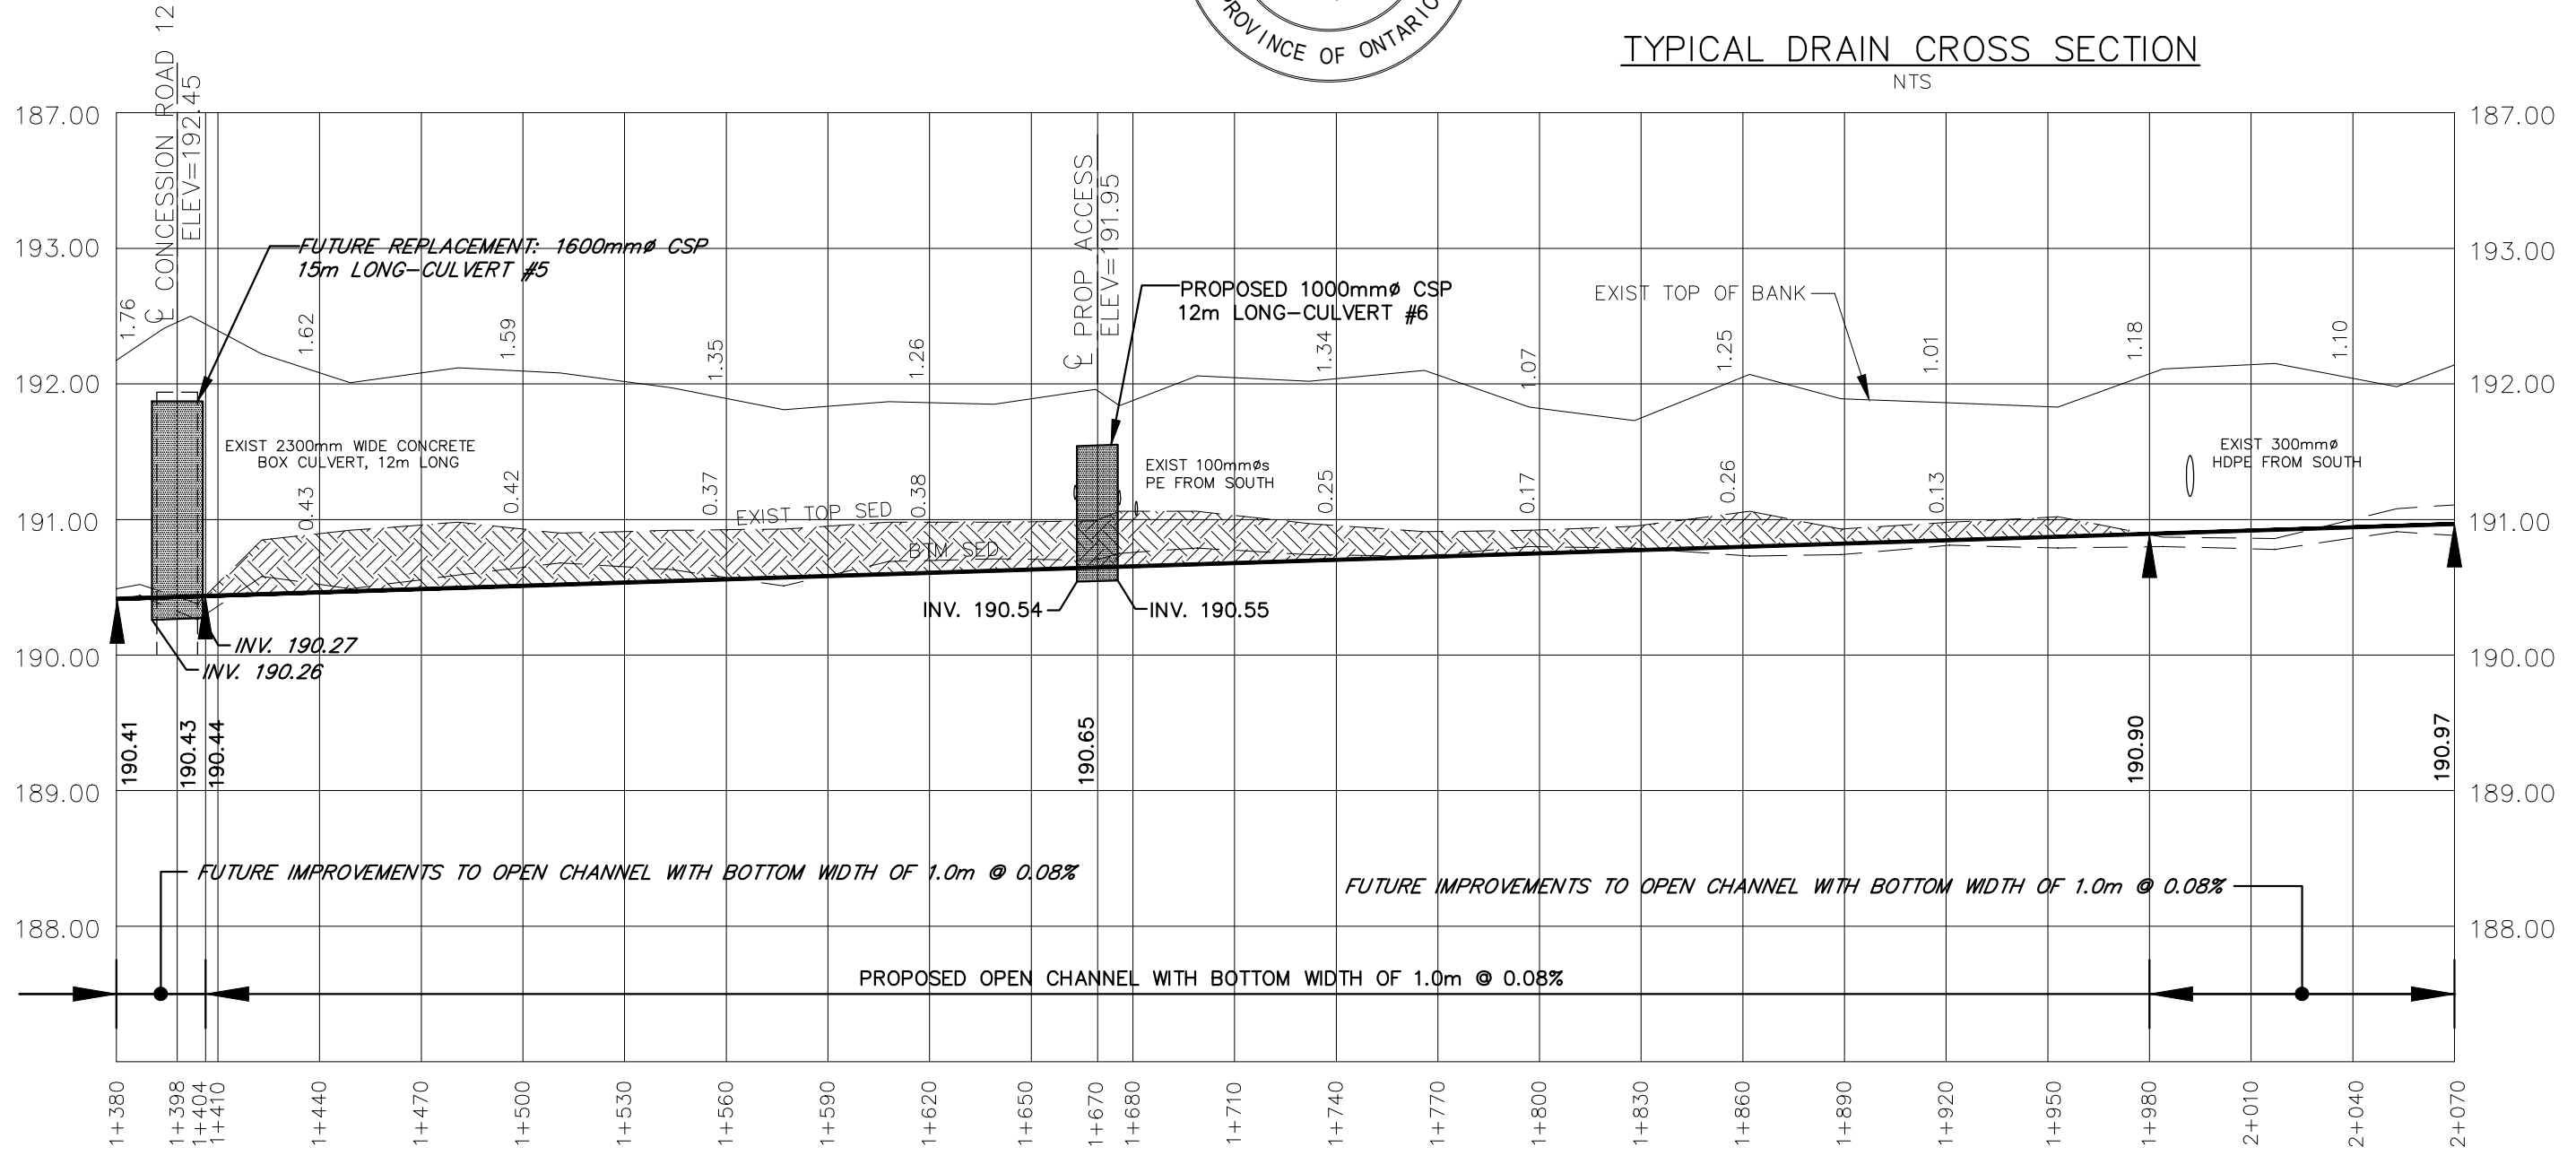 PROVINCE OF ONTARIO
TYPICAL DRAIN CROSS SECTION
NTS
187.00
193.00
192.00
191.00
190.00
189.00
188.00
187.00
193.00
192.00
191.00
190.00
189.00
188.00
℄ CONCESSION ROAD 12
ELEV=192.45
FUTURE REPLACEMENT: 1600mmø CSP
15m LONG-CULVERT #5
℄ PROP ACCESS
ELEV=191.95
PROPOSED 1000mmø CSP
12m LONG-CULVERT #6
EXIST TOP OF BANK
1.76
1.62
1.59
1.35
1.26
1.34
1.07
1.25
1.01
1.18
1.10
EXIST 2300mm WIDE CONCRETE
BOX CULVERT, 12m LONG
EXIST 100mmøs
PE FROM SOUTH
EXIST 300mmø
HDPE FROM SOUTH
0.43
0.42
0.37
0.38
0.25
0.17
0.26
0.13
EXIST TOP SED
BTM SED
INV. 190.54
INV. 190.55
INV. 190.27
INV. 190.26
190.41
190.43
190.44
190.65
190.90
190.97
FUTURE IMPROVEMENTS TO OPEN CHANNEL WITH BOTTOM WIDTH OF 1.0m @ 0.08%
FUTURE IMPROVEMENTS TO OPEN CHANNEL WITH BOTTOM WIDTH OF 1.0m @ 0.08%
PROPOSED OPEN CHANNEL WITH BOTTOM WIDTH OF 1.0m @ 0.08%
1+380
1+398
1+404
1+410
1+440
1+470
1+500
1+530
1+560
1+590
1+620
1+650
1+670
1+680
1+710
1+740
1+770
1+800
1+830
1+860
1+890
1+920
1+950
1+980
2+010
2+040
2+070